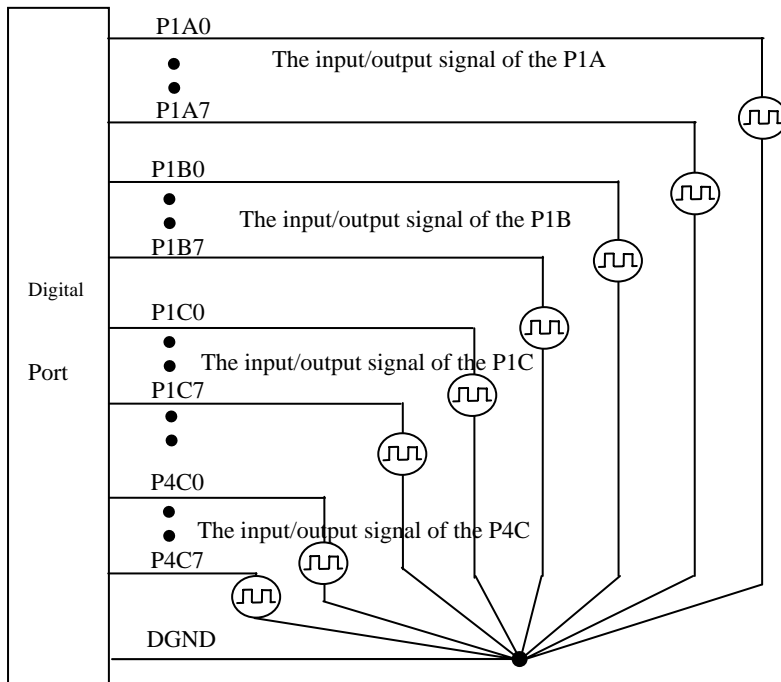 P1A0
The input/output signal of the P1A
P1A7
P1B0
The input/output signal of the P1B
P1B7
Digital
P1C0
The input/output signal of the P1C
Port
P1C7
P4C0
The input/output signal of the P4C
P4C7
DGND